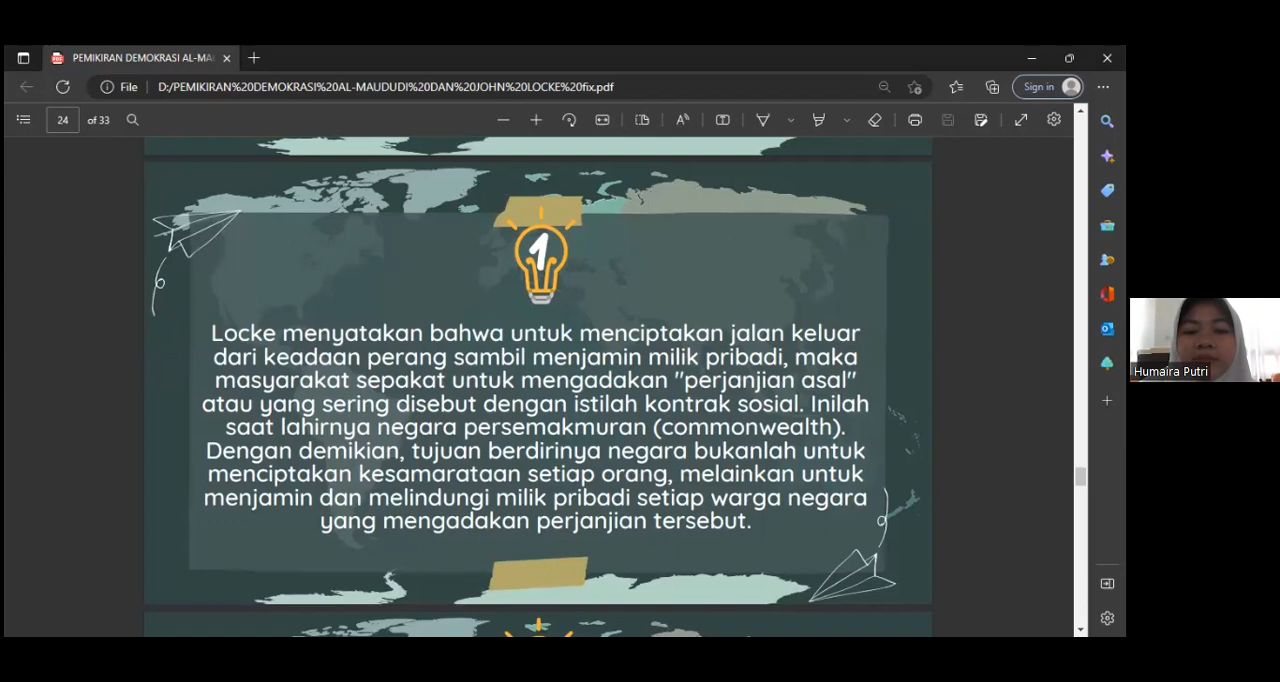 PEMIKIRAN DEMOKRASI AL-MA
File
D:/PEMIKIRAN%20DEMOKRASI%20AL-MAUDUDI%20DAN%20JOHN%20LOCKE%20fix.pdf
Sign in
24 of 33
1
Locke menyatakan bahwa untuk menciptakan jalan keluar
dari keadaan perang sambil menjamin milik pribadi, maka
masyarakat sepakat untuk mengadakan "perjanjian asal"
atau yang sering disebut dengan istilah kontrak sosial. Inilah
saat lahirnya negara persemakmuran (commonwealth).
Dengan demikian, tujuan berdirinya negara bukanlah untuk
menciptakan kesamarataan setiap orang, melainkan untuk
menjamin dan melindungi milik pribadi setiap warga negara
yang mengadakan perjanjian tersebut.
Humaira Putri